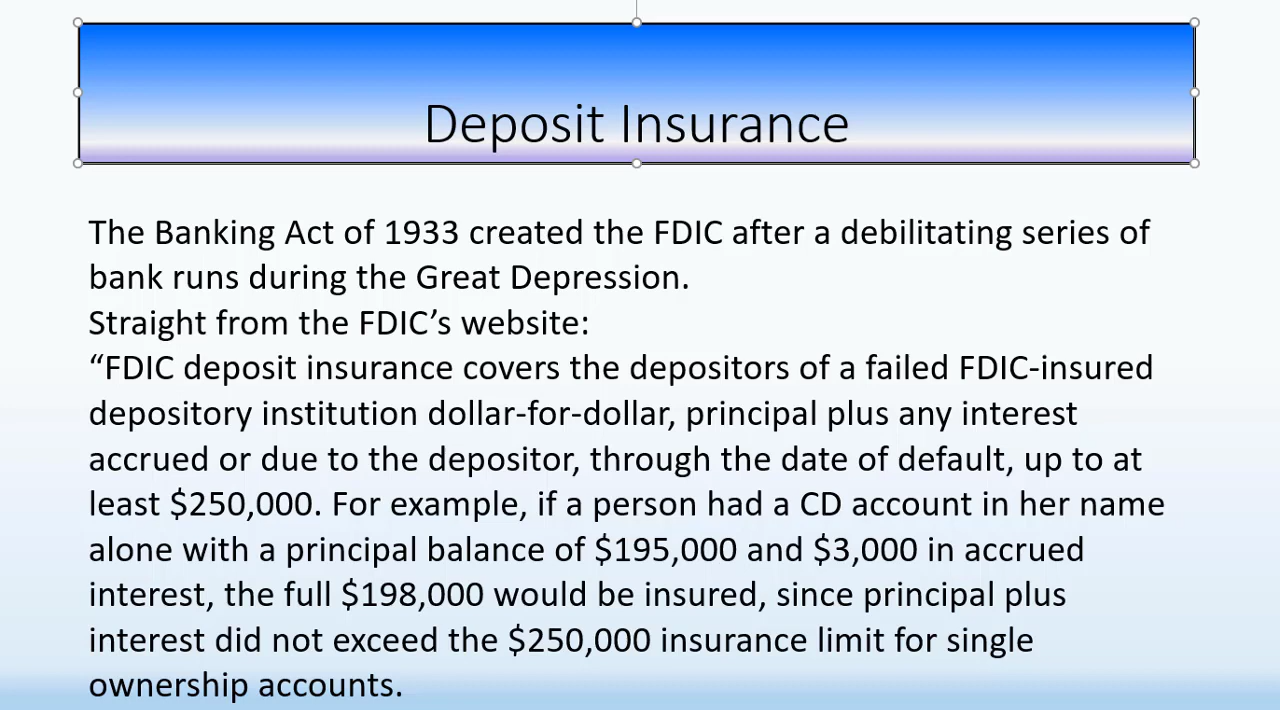 Deposit Insurance
The Banking Act of 1933 created the FDIC after a debilitating series of
bank runs during the Great Depression.
Straight from the FDIC’s website:
“FDIC deposit insurance covers the depositors of a failed FDIC-insured
depository institution dollar-for-dollar, principal plus any interest
accrued or due to the depositor, through the date of default, up to at
least $250,000. For example, if a person had a CD account in her name
alone with a principal balance of $195,000 and $3,000 in accrued
interest, the full $198,000 would be insured, since principal plus
interest did not exceed the $250,000 insurance limit for single
ownership accounts.